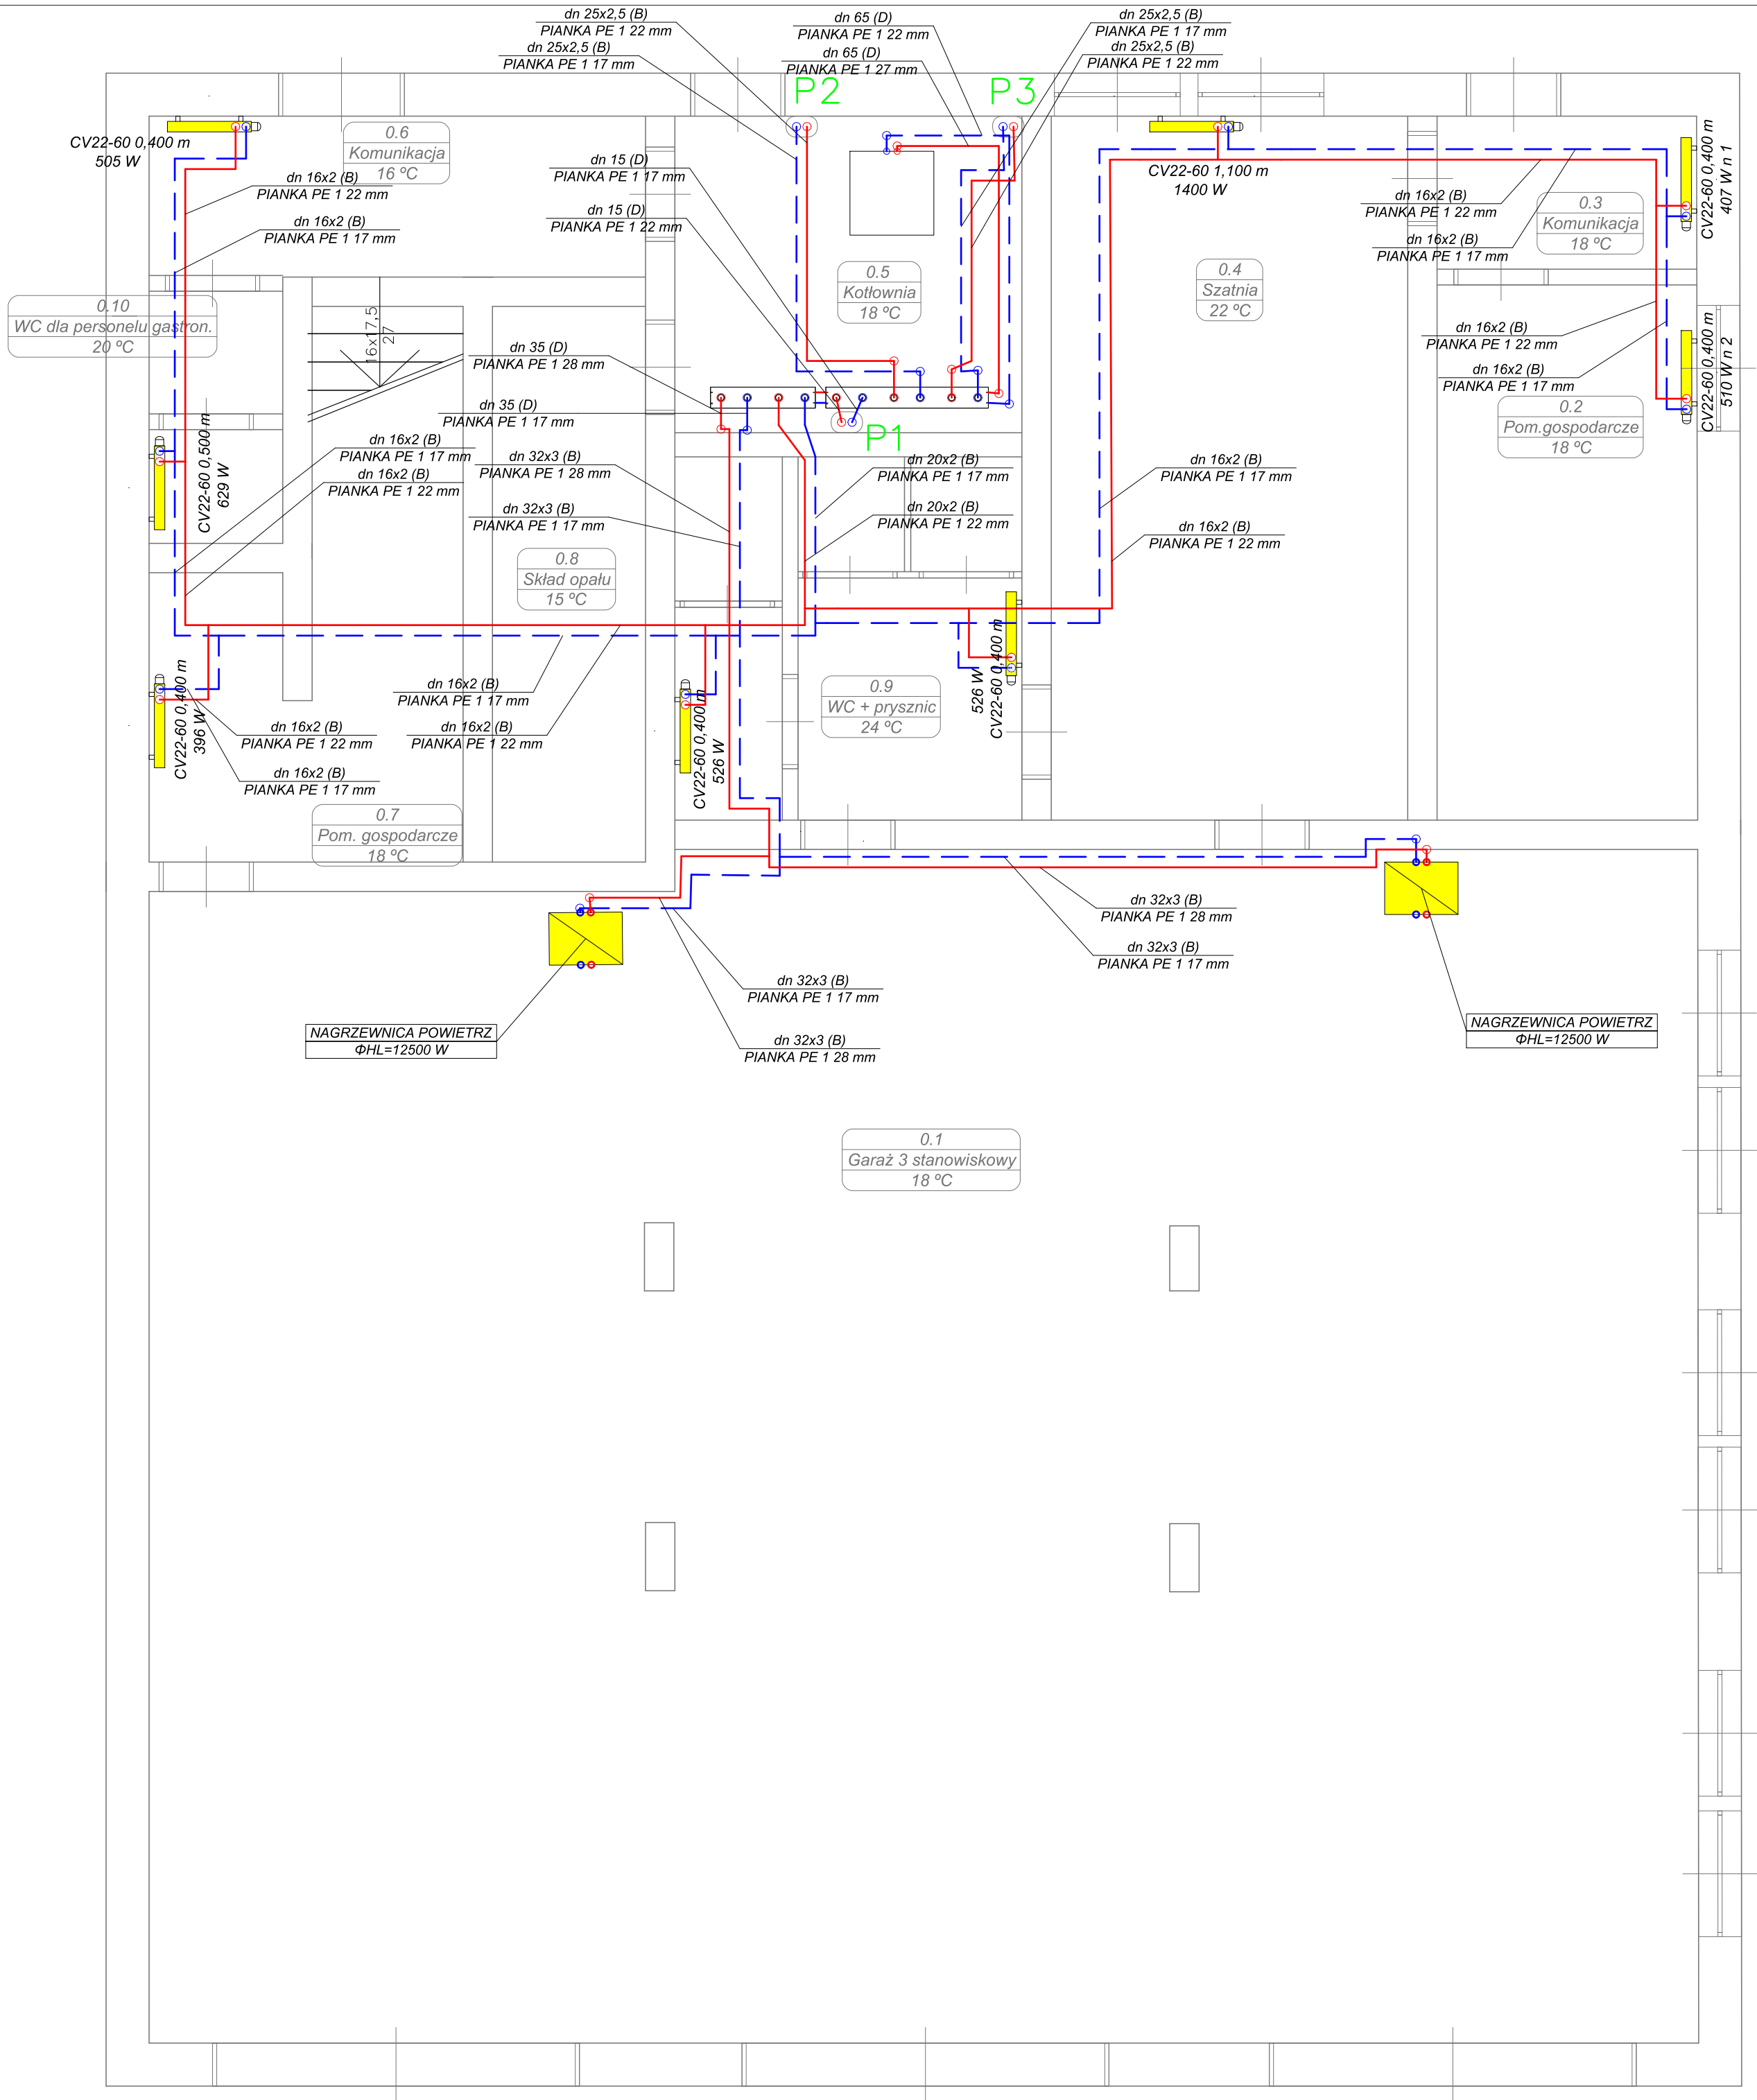 dn 25x2,5 (B)
PIANKA PE 1 22 mm
dn 25x2,5 (B)
PIANKA PE 1 17 mm
dn 65 (D)
PIANKA PE 1 22 mm
dn 65 (D)
PIANKA PE 1 27 mm
dn 25x2,5 (B)
PIANKA PE 1 17 mm
dn 25x2,5 (B)
PIANKA PE 1 22 mm
P2
P3
CV22-60 0,400 m
505 W
0.6
Komunikacja
16 ºC
dn 16x2 (B)
PIANKA PE 1 22 mm
dn 16x2 (B)
PIANKA PE 1 17 mm
dn 15 (D)
PIANKA PE 1 17 mm
dn 15 (D)
PIANKA PE 1 22 mm
CV22-60 1,100 m
1400 W
CV22-60 0,400 m
407 W n 1
dn 16x2 (B)
PIANKA PE 1 22 mm
dn 16x2 (B)
PIANKA PE 1 17 mm
0.3
Komunikacja
18 ºC
0.5
Kotłownia
18 ºC
0.4
Szatnia
22 ºC
0.10
WC dla personelu gastron.
20 ºC
16x17,5
27
dn 35 (D)
PIANKA PE 1 28 mm
dn 35 (D)
PIANKA PE 1 17 mm
dn 16x2 (B)
PIANKA PE 1 22 mm
dn 16x2 (B)
PIANKA PE 1 17 mm
CV22-60 0,400 m
510 W n 2
0.2
Pom.gospodarcze
18 ºC
P1
CV22-60 0,500 m
629 W
dn 16x2 (B)
PIANKA PE 1 17 mm
dn 16x2 (B)
PIANKA PE 1 22 mm
dn 32x3 (B)
PIANKA PE 1 28 mm
dn 32x3 (B)
PIANKA PE 1 17 mm
dn 20x2 (B)
PIANKA PE 1 17 mm
dn 20x2 (B)
PIANKA PE 1 22 mm
dn 16x2 (B)
PIANKA PE 1 17 mm
dn 16x2 (B)
PIANKA PE 1 22 mm
0.8
Skład opału
15 ºC
CV22-60 0,400 m
396 W
dn 16x2 (B)
PIANKA PE 1 17 mm
dn 16x2 (B)
PIANKA PE 1 22 mm
dn 16x2 (B)
PIANKA PE 1 22 mm
dn 16x2 (B)
PIANKA PE 1 17 mm
CV22-60 0,400 m
526 W
0.9
WC + prysznic
24 ºC
526 W
CV22-60 0,400 m
0.7
Pom. gospodarcze
18 ºC
dn 32x3 (B)
PIANKA PE 1 28 mm
dn 32x3 (B)
PIANKA PE 1 17 mm
dn 32x3 (B)
PIANKA PE 1 17 mm
dn 32x3 (B)
PIANKA PE 1 28 mm
NAGRZEWNICA POWIETRZ
ΦHL=12500 W
NAGRZEWNICA POWIETRZ
ΦHL=12500 W
0.1
Garaż 3 stanowiskowy
18 ºC